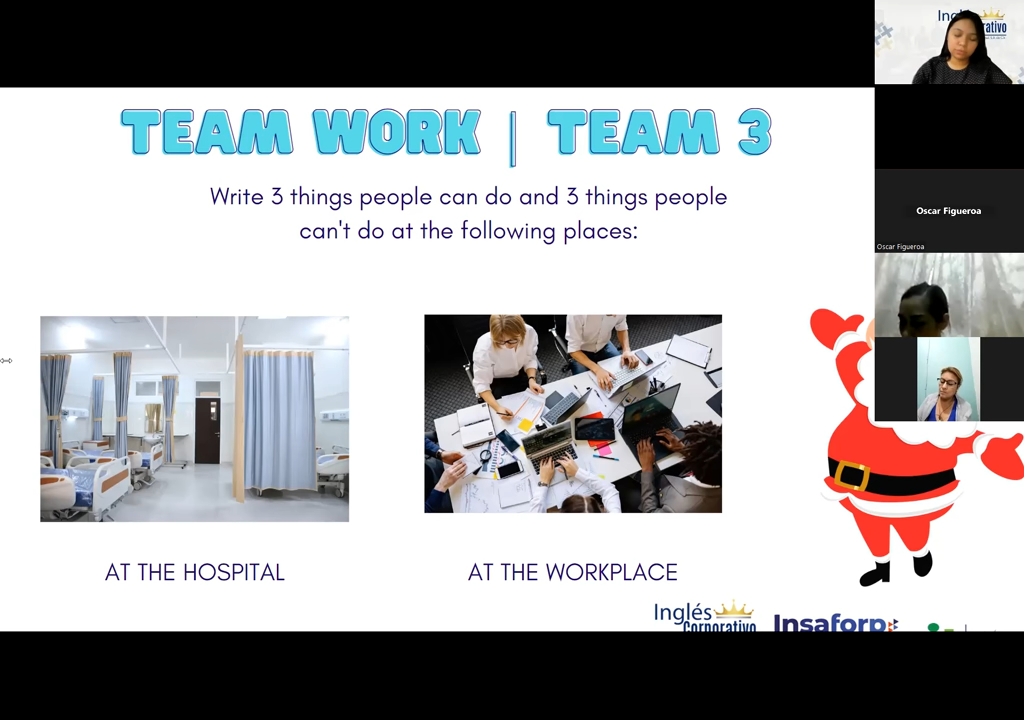 TEAM WORK | TEAM 3
Write 3 things people can do and 3 things people
can't do at the following places:
AT THE HOSPITAL
AT THE WORKPLACE
Inglés
Corporativo
Insaforp
Oscar Figueroa
Oscar Figueroa